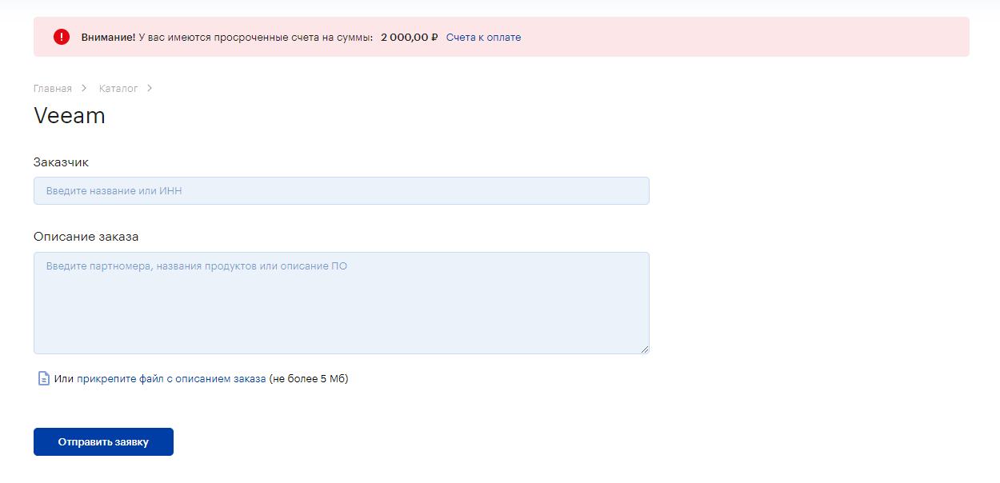 Внимание! У вас имеются просроченные счета на суммы: 2 000,00 ₽ Счета к оплате
Главная > Каталог >
Veeam
Заказчик
Введите название или ИНН
Описание заказа
Введите партномера, названия продуктов или описание ПО
Или прикрепите файл с описанием заказа (не более 5 Мб)
Отправить заявку